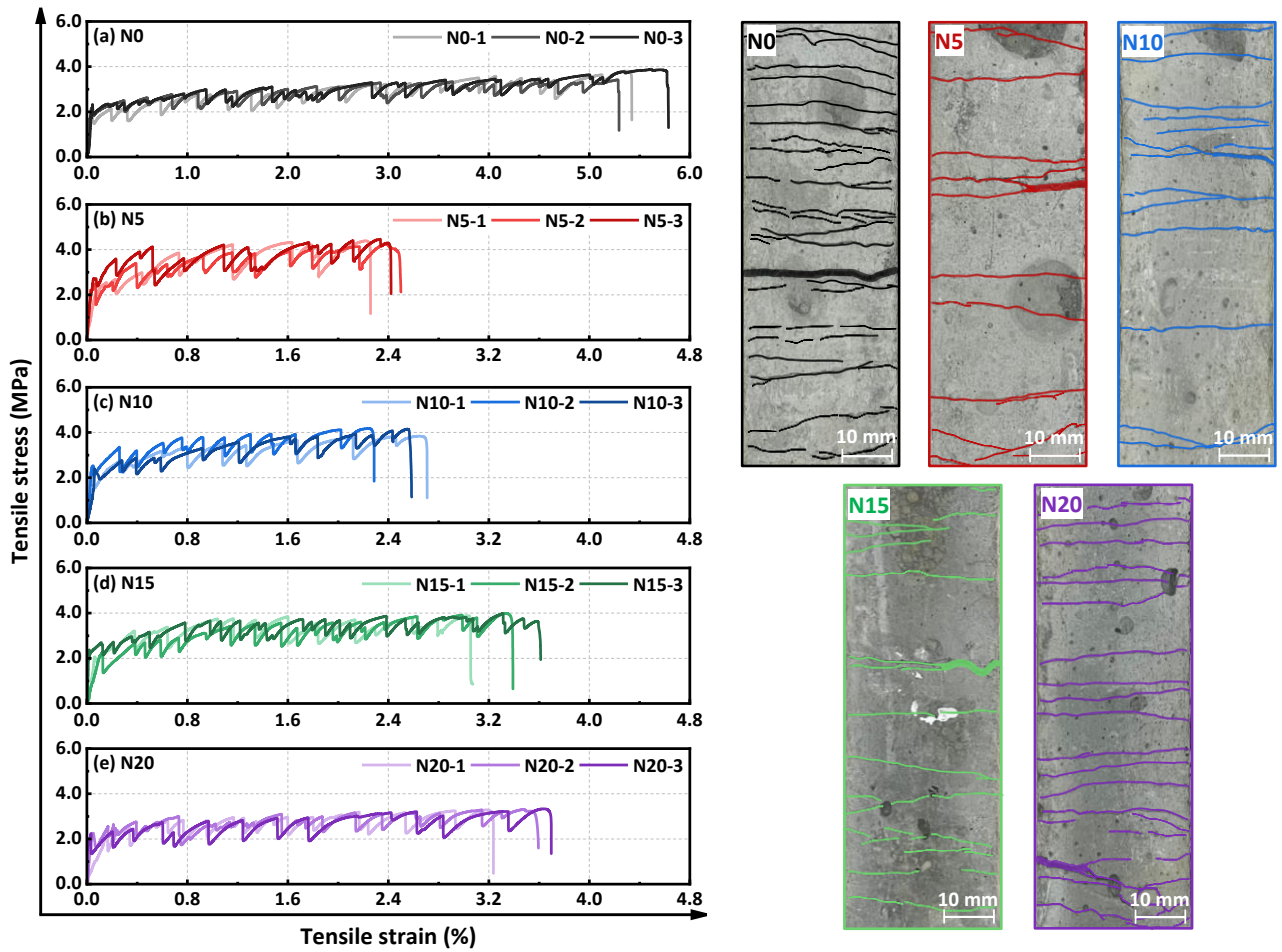 Tensile stress (MPa)
6.0
4.0
2.0
0.0
(a) N0
N0-1 N0-2 N0-3
0.0 1.0 2.0 3.0 4.0 5.0 6.0
6.0
4.0
2.0
0.0
(b) N5
N5-1 N5-2 N5-3
0.0 0.8 1.6 2.4 3.2 4.0 4.8
6.0
4.0
2.0
0.0
(c) N10
N10-1 N10-2 N10-3
0.0 0.8 1.6 2.4 3.2 4.0 4.8
6.0
4.0
2.0
0.0
(d) N15
N15-1 N15-2 N15-3
0.0 0.8 1.6 2.4 3.2 4.0 4.8
6.0
4.0
2.0
0.0
(e) N20
N20-1 N20-2 N20-3
0.0 0.8 1.6 2.4 3.2 4.0 4.8
Tensile strain (%)
N0
10 mm
N5
10 mm
N10
10 mm
N15
10 mm
N20
10 mm